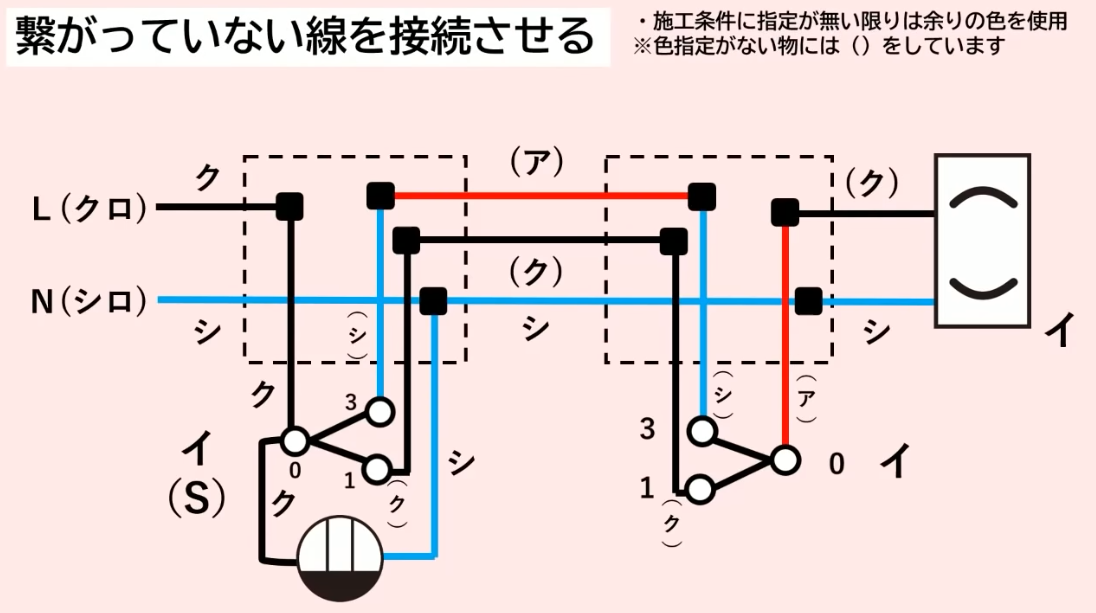 繋がっていない線を接続させる
・施工条件に指定が無い限りは余りの色を使用
※色指定がない物には（）をしています
（ア）
ク
（ク）
L（クロ）
（ク）
N（シロ）
シ
（シ）
シ
シ
イ
ク
3
（シ）
（ア）
イ
（S）
0
1
シ
3
0
イ
ク
（ク）
1
（ク）